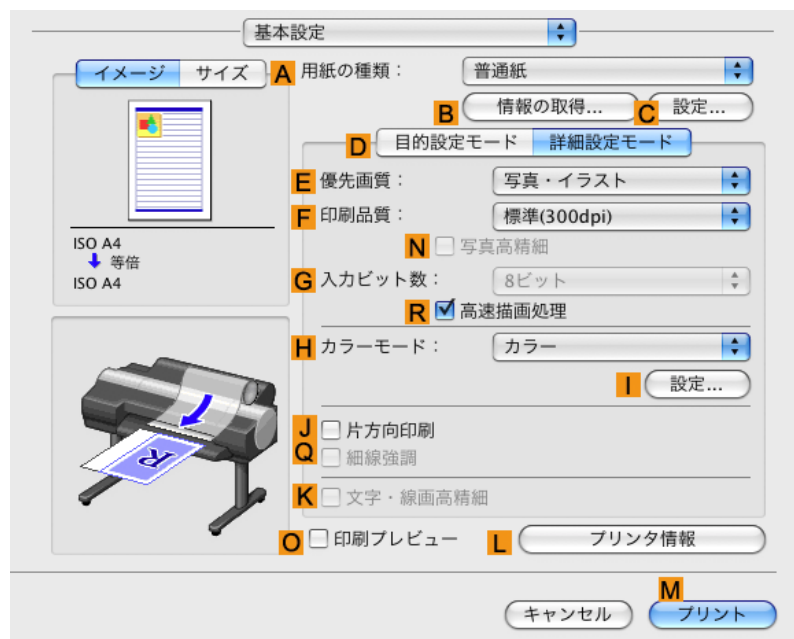 基本設定
イメージ サイズ
A 用紙の種類： 普通紙
B 情報の取得... C 設定...
D 目的設定モード 詳細設定モード
E 優先画質： 写真・イラスト
F 印刷品質： 標準(300dpi)
N 写真高精細
ISO A4
等倍
ISO A4
G 入力ビット数： 8ビット
R 高速描画処理
H カラーモード： カラー
I 設定...
J 片方向印刷
Q 細線強調
K 文字・線画高精細
R
O 印刷プレビュー L プリンタ情報
M
キャンセル プリント